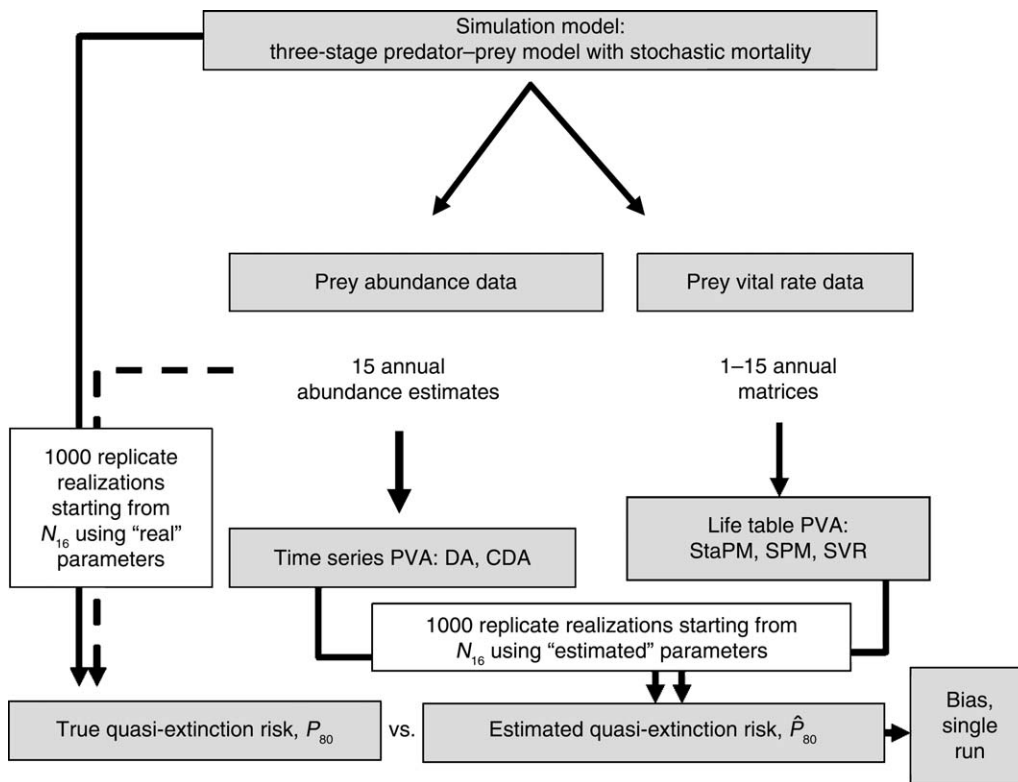 Simulation model:
three-stage predator–prey model with stochastic mortality
Prey abundance data
Prey vital rate data
15 annual
abundance estimates
1–15 annual
matrices
1000 replicate
realizations
starting from
N₁₆ using “real”
parameters
Time series PVA: DA, CDA
Life table PVA:
StaPM, SPM, SVR
1000 replicate realizations starting from
N₁₆ using “estimated” parameters
True quasi-extinction risk, P₈₀
vs.
Estimated quasi-extinction risk, P̂₈₀
Bias,
single
run